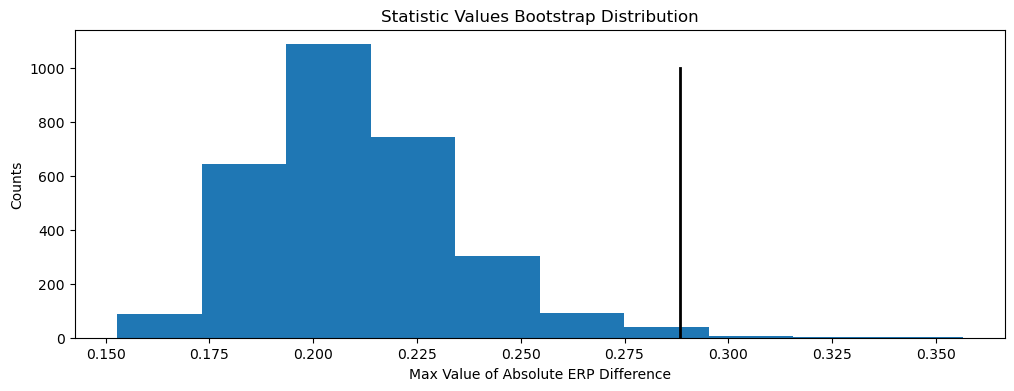 Statistic Values Bootstrap Distribution
1000
800
600
400
200
0
Counts
0.150 0.175 0.200 0.225 0.250 0.275 0.300 0.325 0.350
Max Value of Absolute ERP Difference